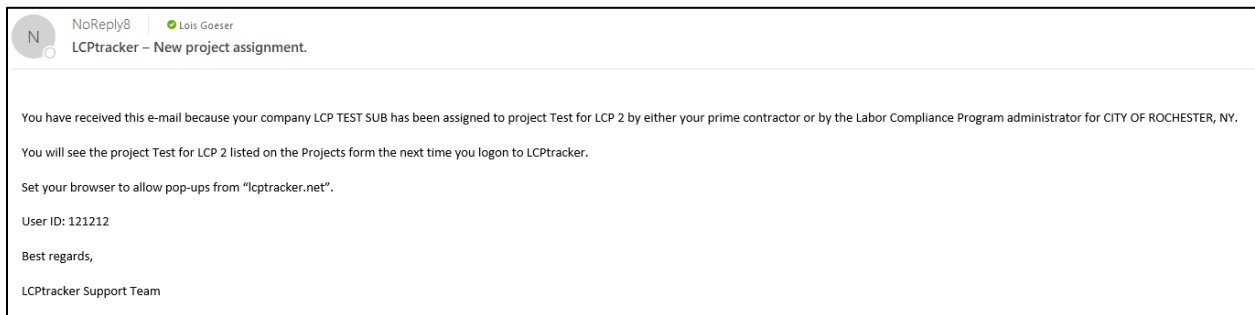 N
NoReply8 Lois Goeser
LCPtracker – New project assignment.
You have received this e-mail because your company LCP TEST SUB has been assigned to project Test for LCP 2 by either your prime contractor or by the Labor Compliance Program administrator for CITY OF ROCHESTER, NY.
You will see the project Test for LCP 2 listed on the Projects form the next time you logon to LCPtracker.
Set your browser to allow pop-ups from “lcptracker.net”.
User ID: 121212
Best regards,
LCPtracker Support Team